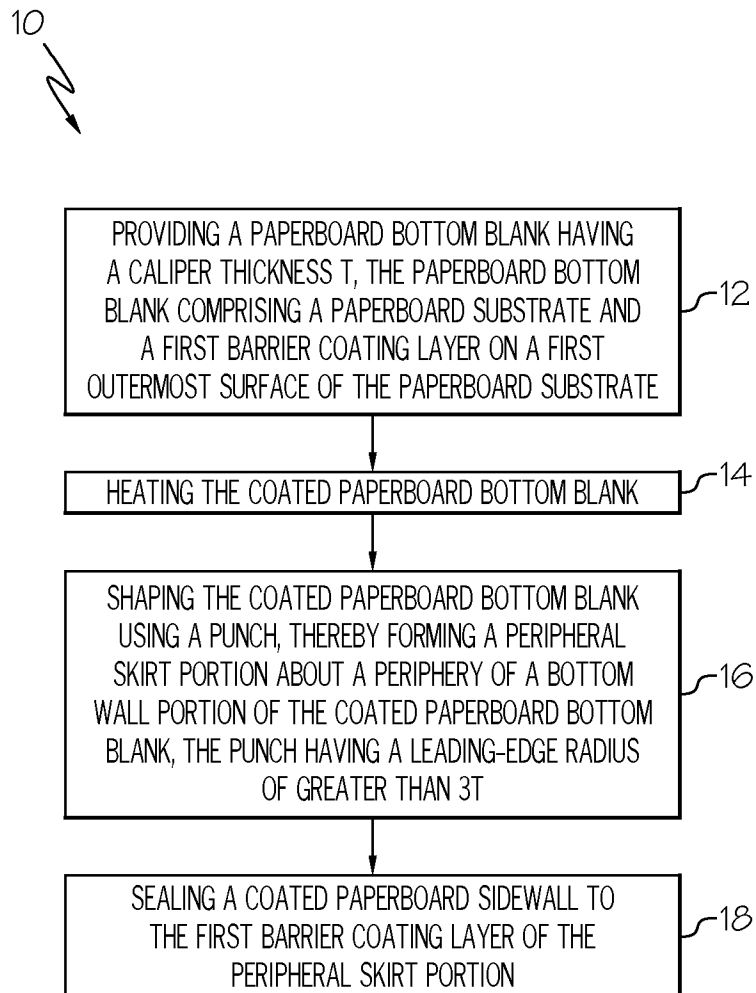 10
PROVIDING A PAPERBOARD BOTTOM BLANK HAVING
A CALIPER THICKNESS T, THE PAPERBOARD BOTTOM
BLANK COMPRISING A PAPERBOARD SUBSTRATE AND
A FIRST BARRIER COATING LAYER ON A FIRST
OUTERMOST SURFACE OF THE PAPERBOARD SUBSTRATE
12
HEATING THE COATED PAPERBOARD BOTTOM BLANK
14
SHAPING THE COATED PAPERBOARD BOTTOM BLANK
USING A PUNCH, THEREBY FORMING A PERIPHERAL
SKIRT PORTION ABOUT A PERIPHERY OF A BOTTOM
WALL PORTION OF THE COATED PAPERBOARD BOTTOM
BLANK, THE PUNCH HAVING A LEADING-EDGE RADIUS
OF GREATER THAN 3T
16
SEALING A COATED PAPERBOARD SIDEWALL TO
THE FIRST BARRIER COATING LAYER OF THE
PERIPHERAL SKIRT PORTION
18